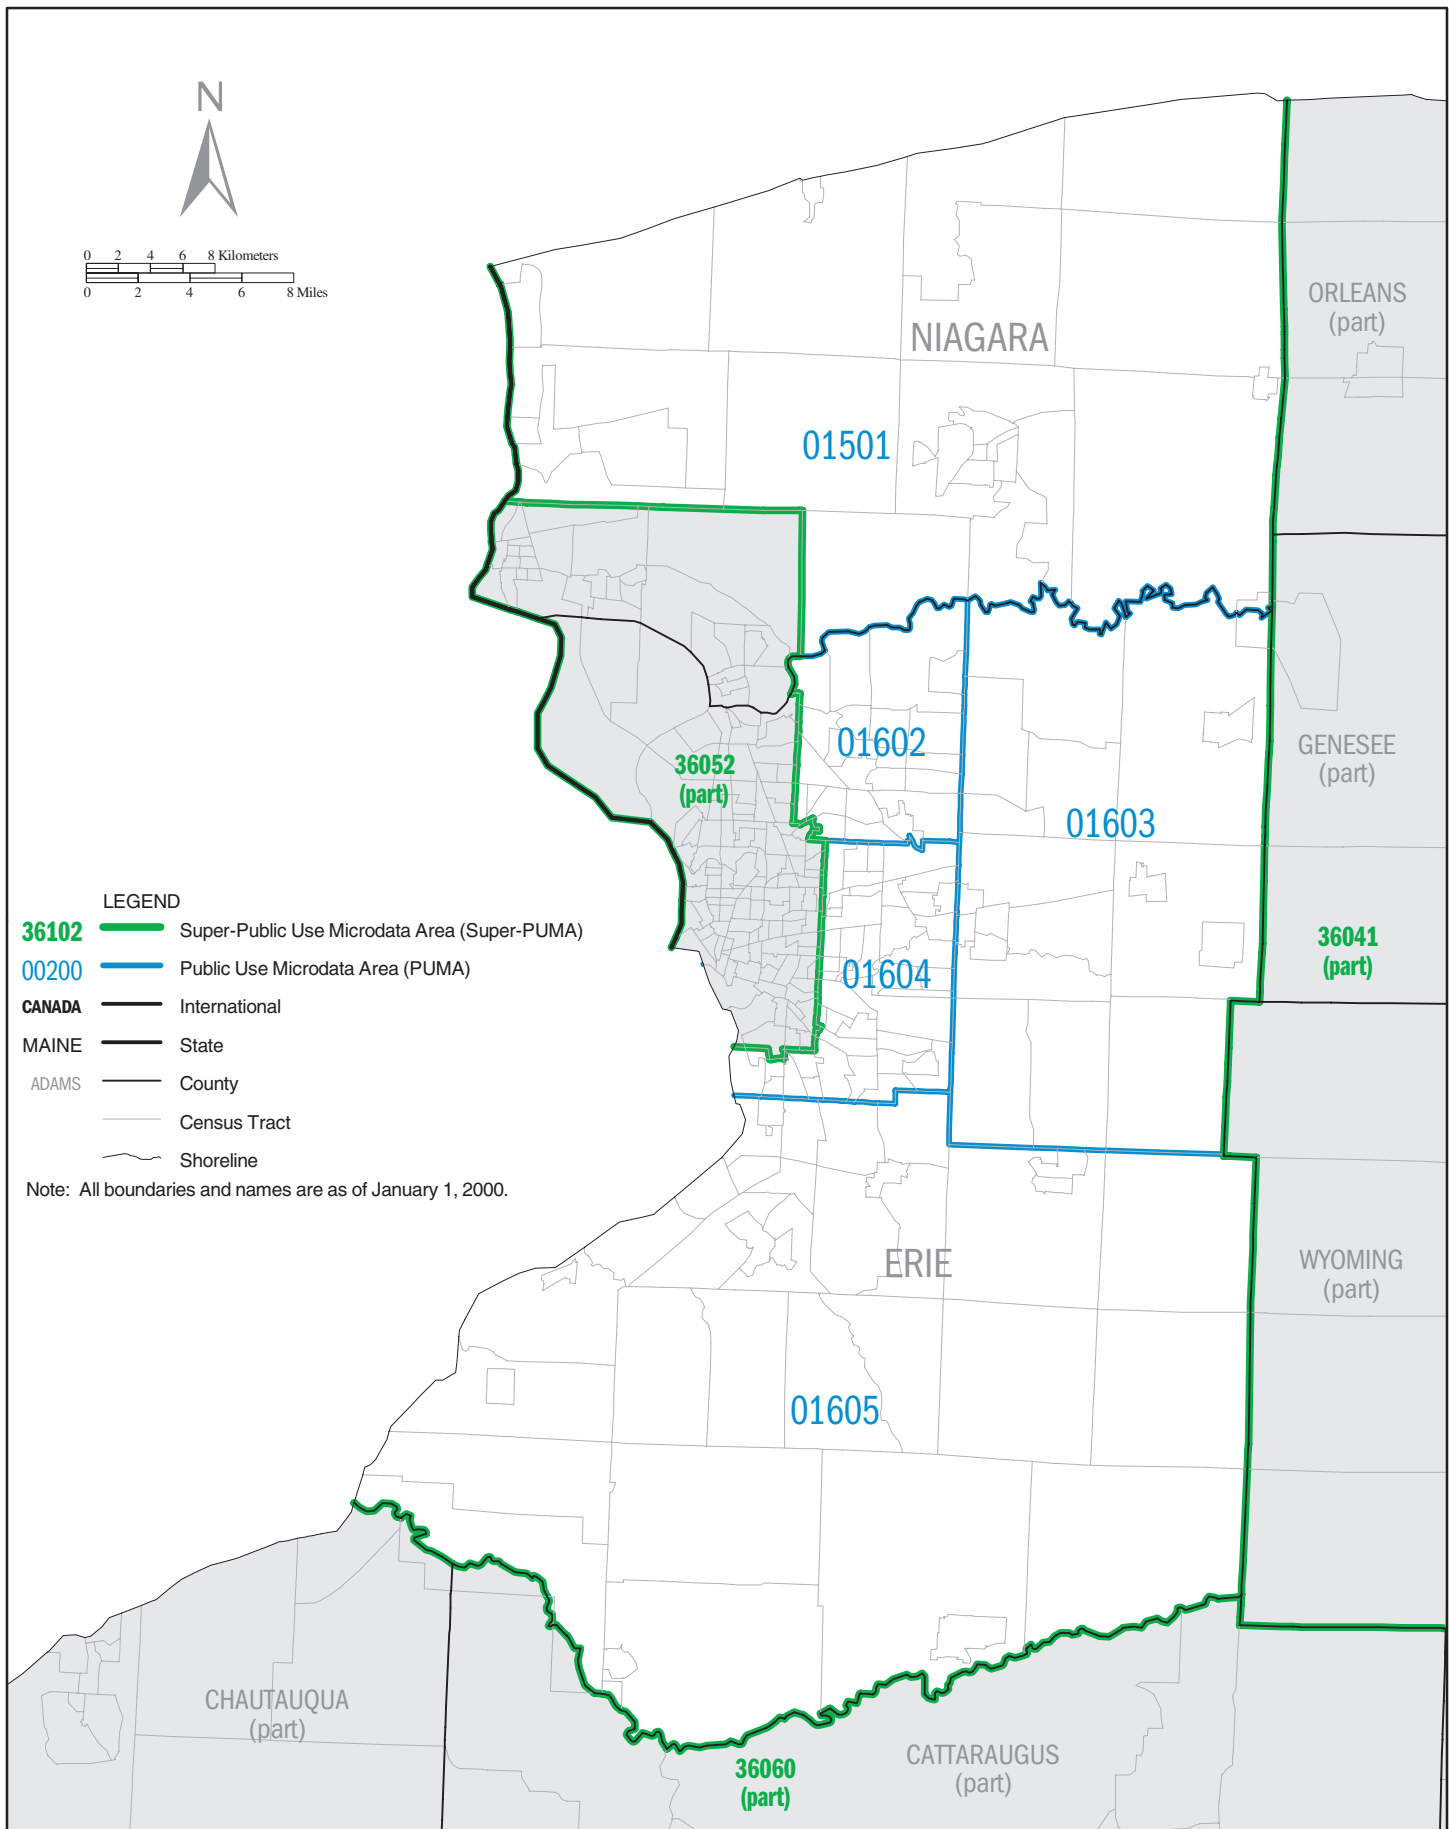 N
0 2 4 6 8 Kilometers
0 2 4 6 8 Miles
ORLEANS
(part)
NIAGARA
01501
01602
GENESEE
(part)
36052
(part)
01603
36041
(part)
01604
LEGEND
36102 Super-Public Use Microdata Area (Super-PUMA)
00200 Public Use Microdata Area (PUMA)
CANADA International
MAINE State
ADAMS County
Census Tract
Shoreline
Note: All boundaries and names are as of January 1, 2000.
ERIE
WYOMING
(part)
01605
CHAUTAUQUA
(part)
36060
(part)
CATTARAUGUS
(part)